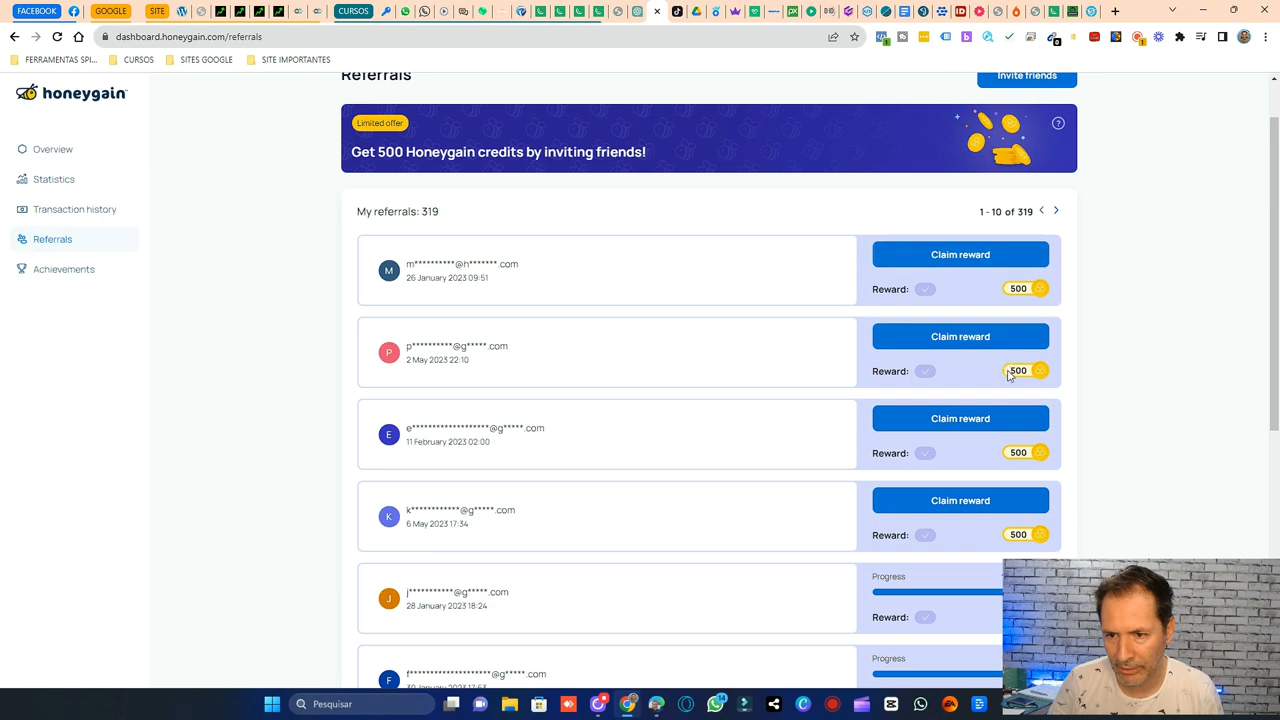 FACEBOOK
GOOGLE
SITE
CURSOS
dashboard.honeygain.com/referrals
FERRAMENTAS SPI...
CURSOS
SITES GOOGLE
SITE IMPORTANTES
honeygain
Overview
Statistics
Transaction history
Referrals
Achievements
Referrals
Invite friends
Limited offer
Get 500 Honeygain credits by inviting friends!
My referrals: 319
1 - 10 of 319
M
m**********@h*******.com
26 January 2023 09:51
Claim reward
Reward:
500
P
p**********@g*****.com
2 May 2023 22:10
Claim reward
Reward:
500
E
e*******************@g*****.com
11 February 2023 02:00
Claim reward
Reward:
500
K
k************@g*****.com
6 May 2023 17:34
Claim reward
Reward:
500
J
j***********@g*****.com
28 January 2023 18:24
Progress
Reward:
F
f********************@g*****.com
Progress
Pesquisar